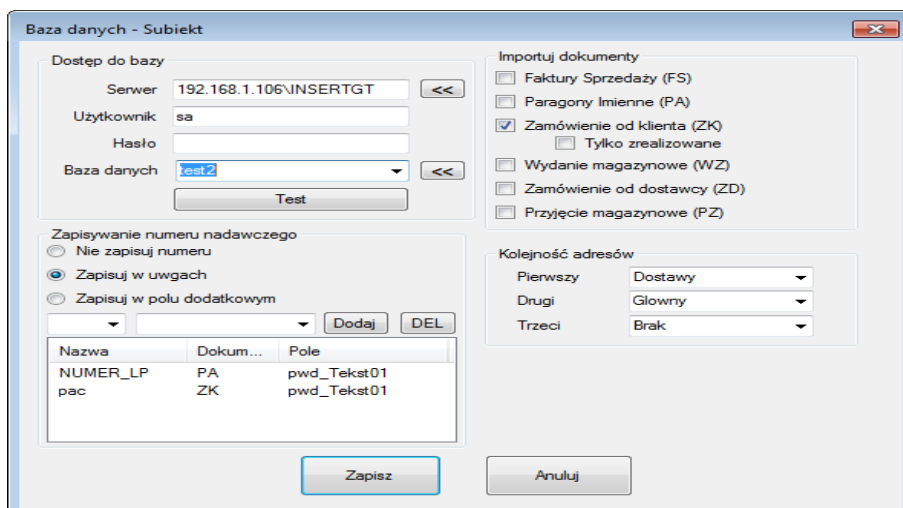 Baza danych - Subiekt
Dostęp do bazy
Serwer 192.168.1.106\INSERTGT <<
Użytkownik sa
Hasło
Baza danych test2 <<
Test
Zapisywanie numeru nadawczego
Nie zapisuj numeru
Zapisuj w uwgach
Zapisuj w polu dodatkowym
Dodaj DEL
Nazwa Dokum... Pole
NUMER_LP PA pwd_Tekst01
pac ZK pwd_Tekst01
Importuj dokumenty
Faktury Sprzedaży (FS)
Paragony Imienne (PA)
Zamówienie od klienta (ZK)
Tylko zrealizowane
Wydanie magazynowe (WZ)
Zamówienie od dostawcy (ZD)
Przyjęcie magazynowe (PZ)
Kolejność adresów
Pierwszy Dostawy
Drugi Glowny
Trzeci Brak
Zapisz Anuluj